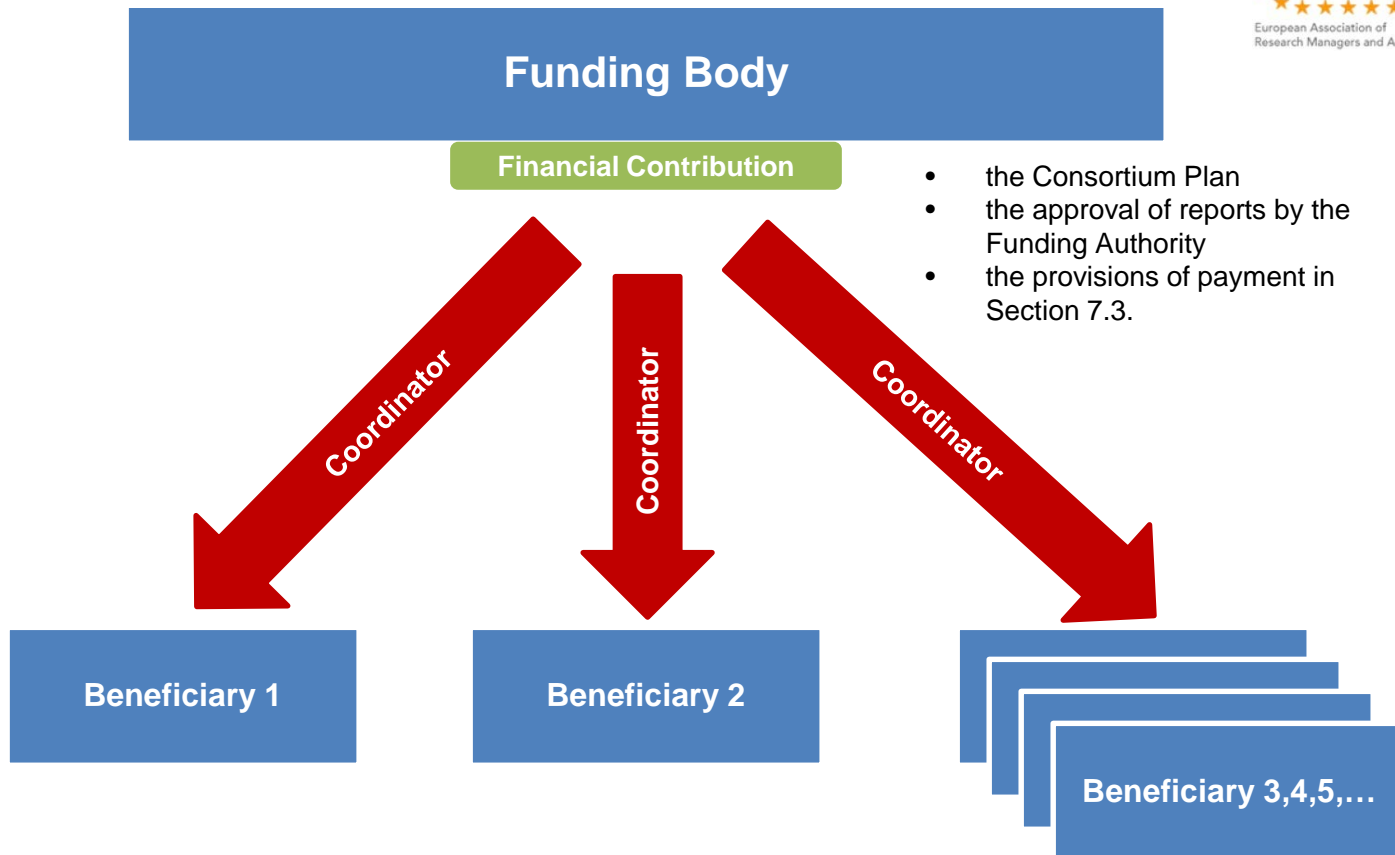 European Association of
Research Managers and A
Funding Body
Financial Contribution
• the Consortium Plan
• the approval of reports by the
Funding Authority
• the provisions of payment in
Section 7.3.
Coordinator
Coordinator
Coordinator
Beneficiary 1
Beneficiary 2
Beneficiary 3,4,5,…